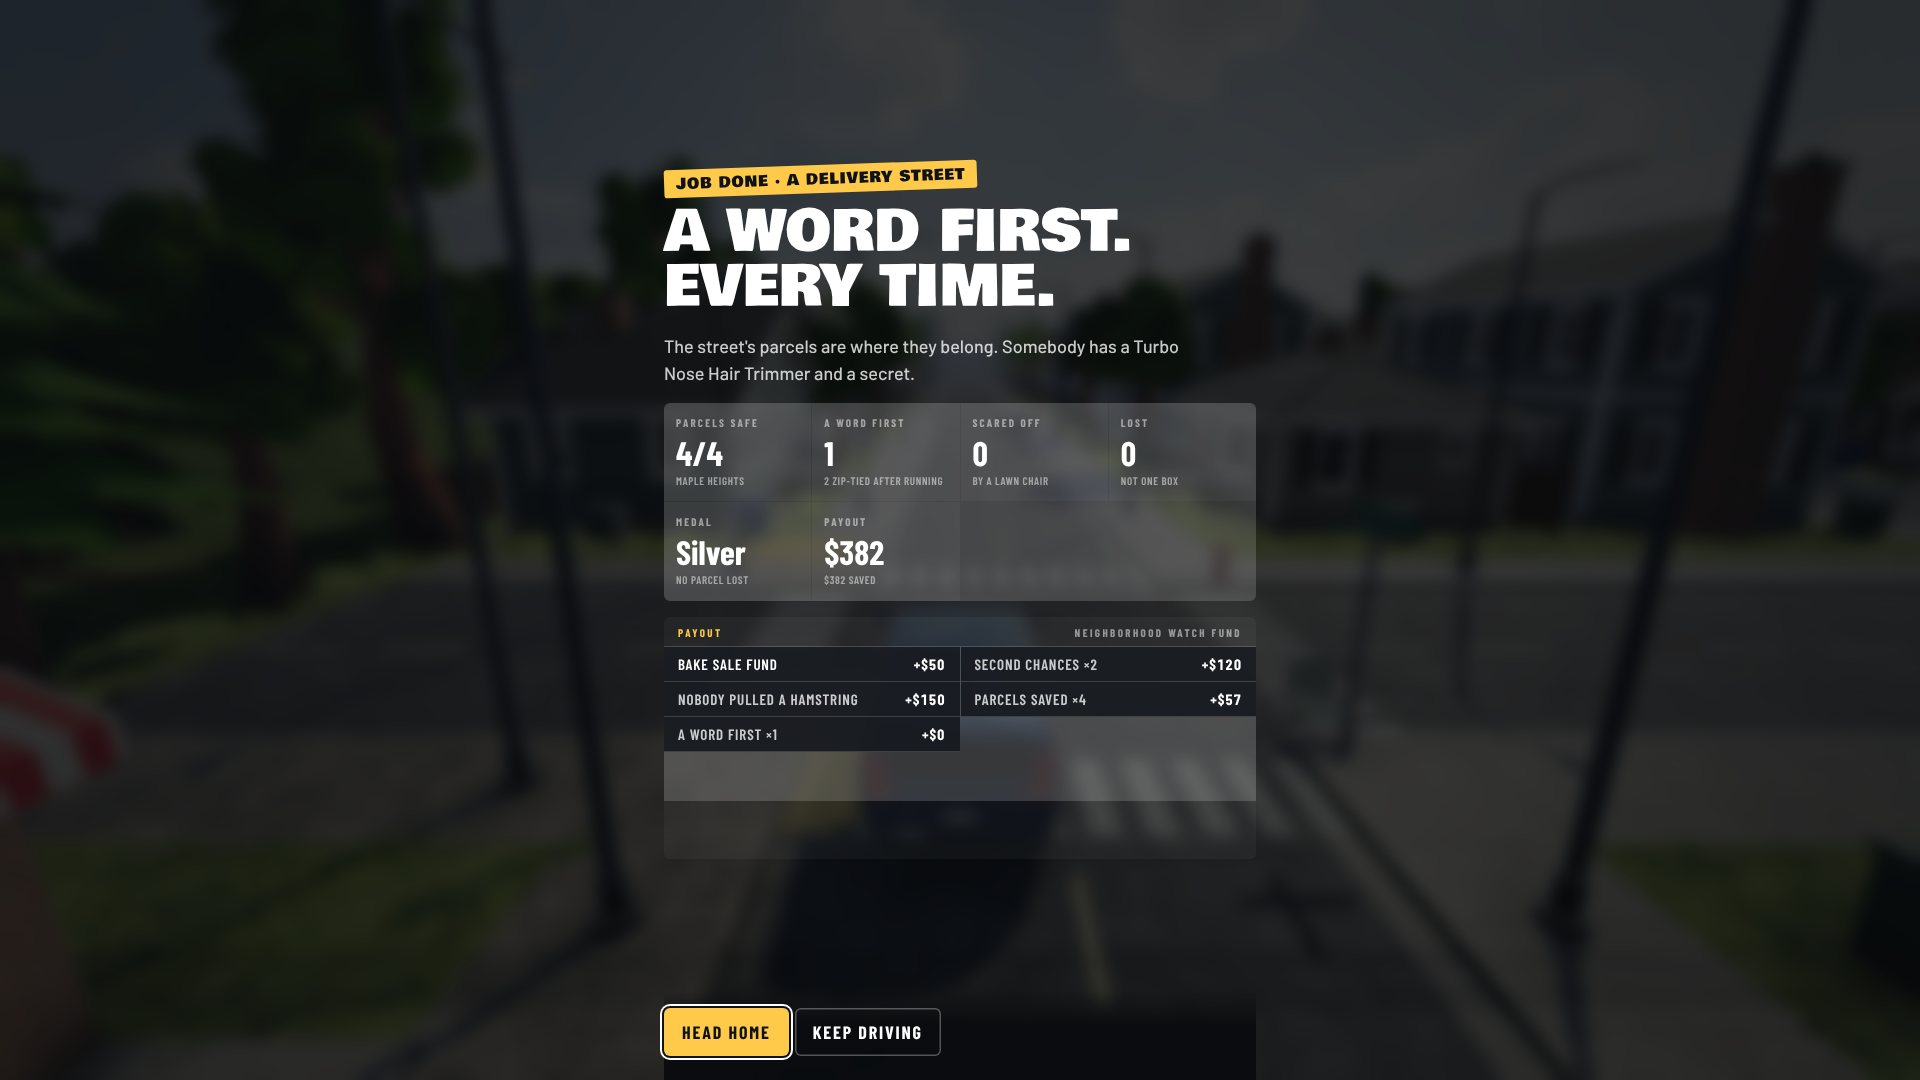 JOB DONE · A DELIVERY STREET
A WORD FIRST.
EVERY TIME.
The street's parcels are where they belong. Somebody has a Turbo
Nose Hair Trimmer and a secret.
PARCELS SAFE
4/4
MAPLE HEIGHTS
A WORD FIRST
1
2 ZIP-TIED AFTER RUNNING
SCARED OFF
0
BY A LAWN CHAIR
LOST
0
NOT ONE BOX
MEDAL
Silver
NO PARCEL LOST
PAYOUT
$382
$382 SAVED
PAYOUT
NEIGHBORHOOD WATCH FUND
BAKE SALE FUND +$50
SECOND CHANCES ×2 +$120
NOBODY PULLED A HAMSTRING +$150
PARCELS SAVED ×4 +$57
A WORD FIRST ×1 +$0
HEAD HOME
KEEP DRIVING